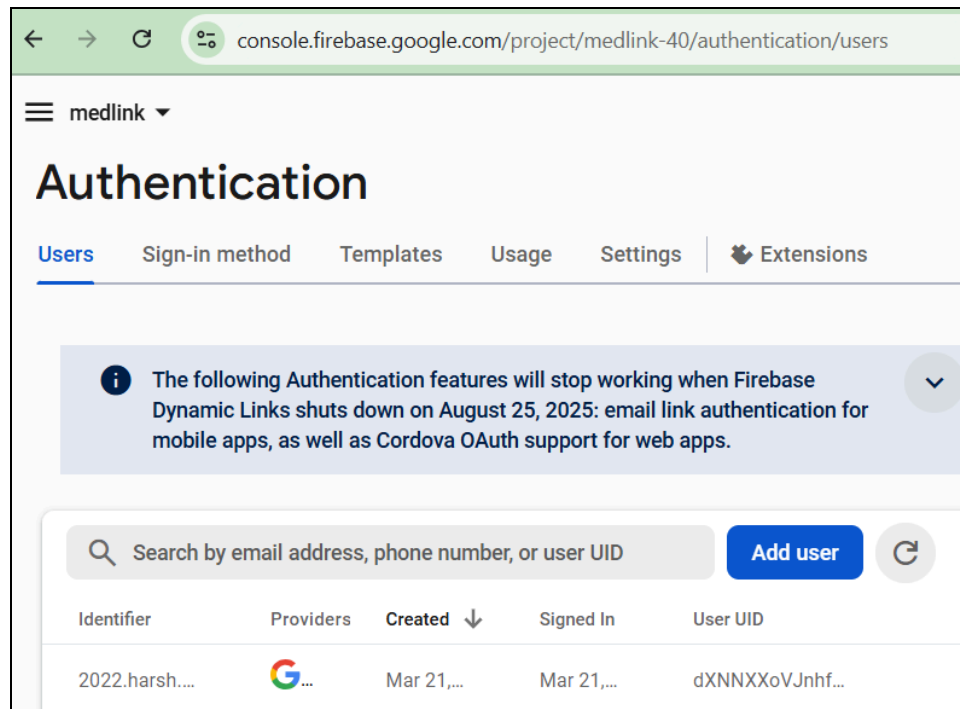 console.firebase.google.com/project/medlink-40/authentication/users
medlink
Authentication
Users Sign-in method Templates Usage Settings Extensions
The following Authentication features will stop working when Firebase
Dynamic Links shuts down on August 25, 2025: email link authentication for
mobile apps, as well as Cordova OAuth support for web apps.
Search by email address, phone number, or user UID Add user
Identifier Providers Created Signed In User UID
2022.harsh.... G... Mar 21,... Mar 21,... dXNNXXoVJnhf...